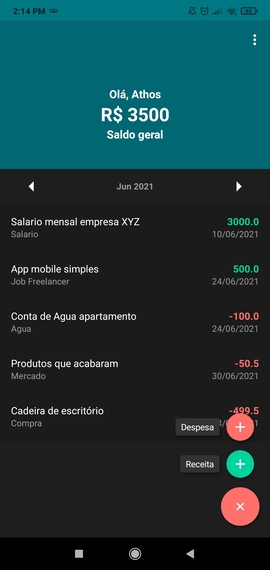 2:14 PM
92
Olá, Athos
R$ 3500
Saldo geral
Jun 2021
Salario mensal empresa XYZ 3000.0
Salario 10/06/2021
App mobile simples 500.0
Job Freelancer 24/06/2021
Conta de Agua apartamento -100.0
Agua 24/06/2021
Produtos que acabaram -50.5
Mercado 30/06/2021
Cadeira de escritório -499.5
Compra
Despesa
Receita